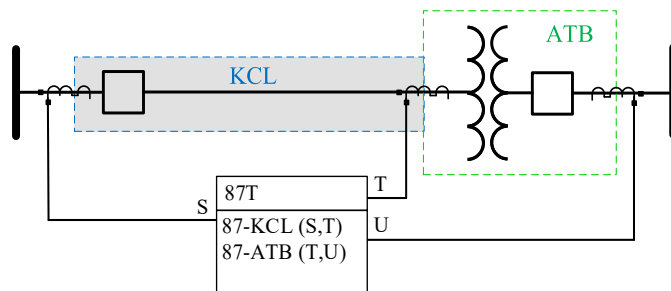 ATB
KCL
T
87T
S
87-KCL (S,T)
U
87-ATB (T,U)